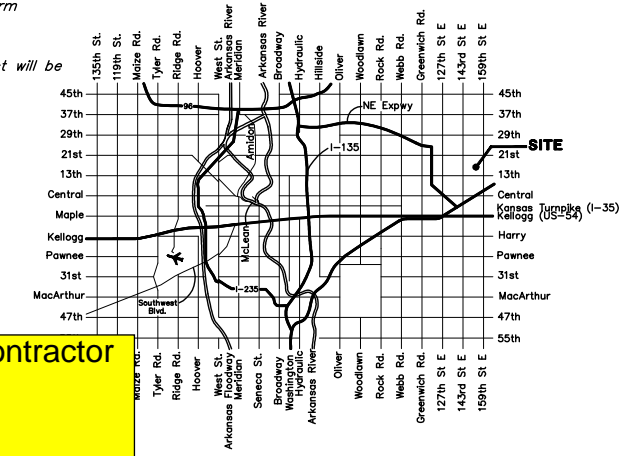 orm
ct will be
135th St.
119th St.
Maize Rd.
Tyler Rd.
Ridge Rd.
Hoover
West St.
Arkansas River
Meridian
Amidon
Arkansas River
Broadway
Hydraulic
Hillside
Oliver
Woodlawn
Rock Rd.
Webb Rd.
Greenwich Rd.
127th St E
143rd St E
159th St E
45th
37th
29th
21st
13th
Central
Maple
Kellogg
Pawnee
31st
MacArthur
47th
55th
96
NE Expwy
I-135
SITE
McLean
I-235
Southwest
Blvd.
45th
37th
29th
21st
13th
Central
Kansas Turnpike (I-35)
Kellogg (US-54)
Harry
Pawnee
31st
MacArthur
47th
55th
ontractor
Maize Rd.
Tyler Rd.
Ridge Rd.
Hoover
West St.
Arkansas Floodway
Meridian
Seneca St.
Broadway
Washington
Hydraulic
Arkansas River
Oliver
Woodlawn
Rock Rd.
Webb Rd.
Greenwich Rd.
127th St E
143rd St E
159th St E